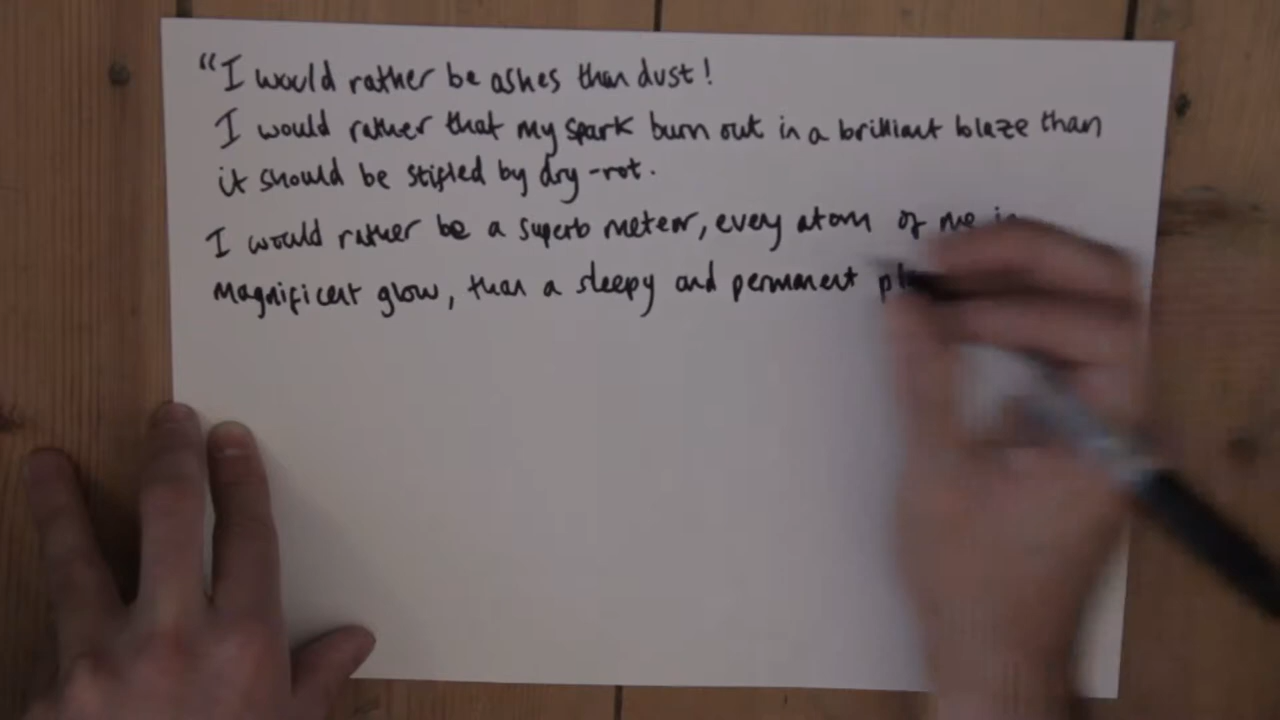 “I would rather be ashes than dust!
I would rather that my spark burn out in a brilliant blaze than
it should be stifled by dry-rot.
I would rather be a superb meteor, every atom of me in
magnificent glow, than a sleepy and permanent